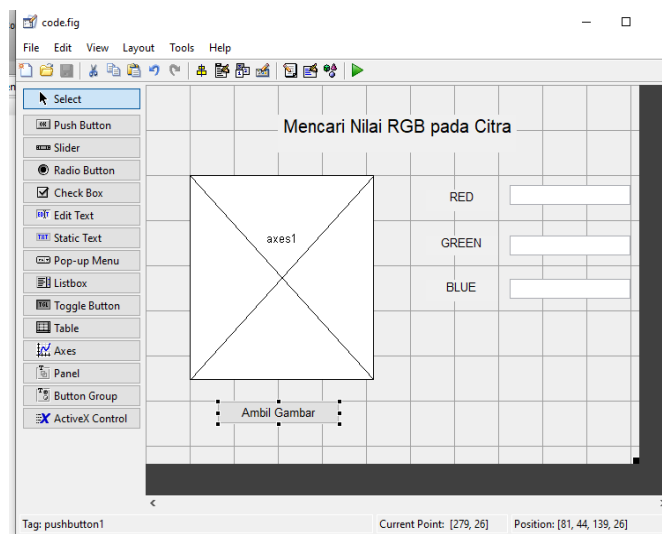 code.fig
File Edit View Layout Tools Help
Select
Push Button
Slider
Radio Button
Check Box
Edit Text
Static Text
Pop-up Menu
Listbox
Toggle Button
Table
Axes
Panel
Button Group
ActiveX Control
Mencari Nilai RGB pada Citra
axes1
RED
GREEN
BLUE
Ambil Gambar
Tag: pushbutton1
Current Point: [279, 26]
Position: [81, 44, 139, 26]